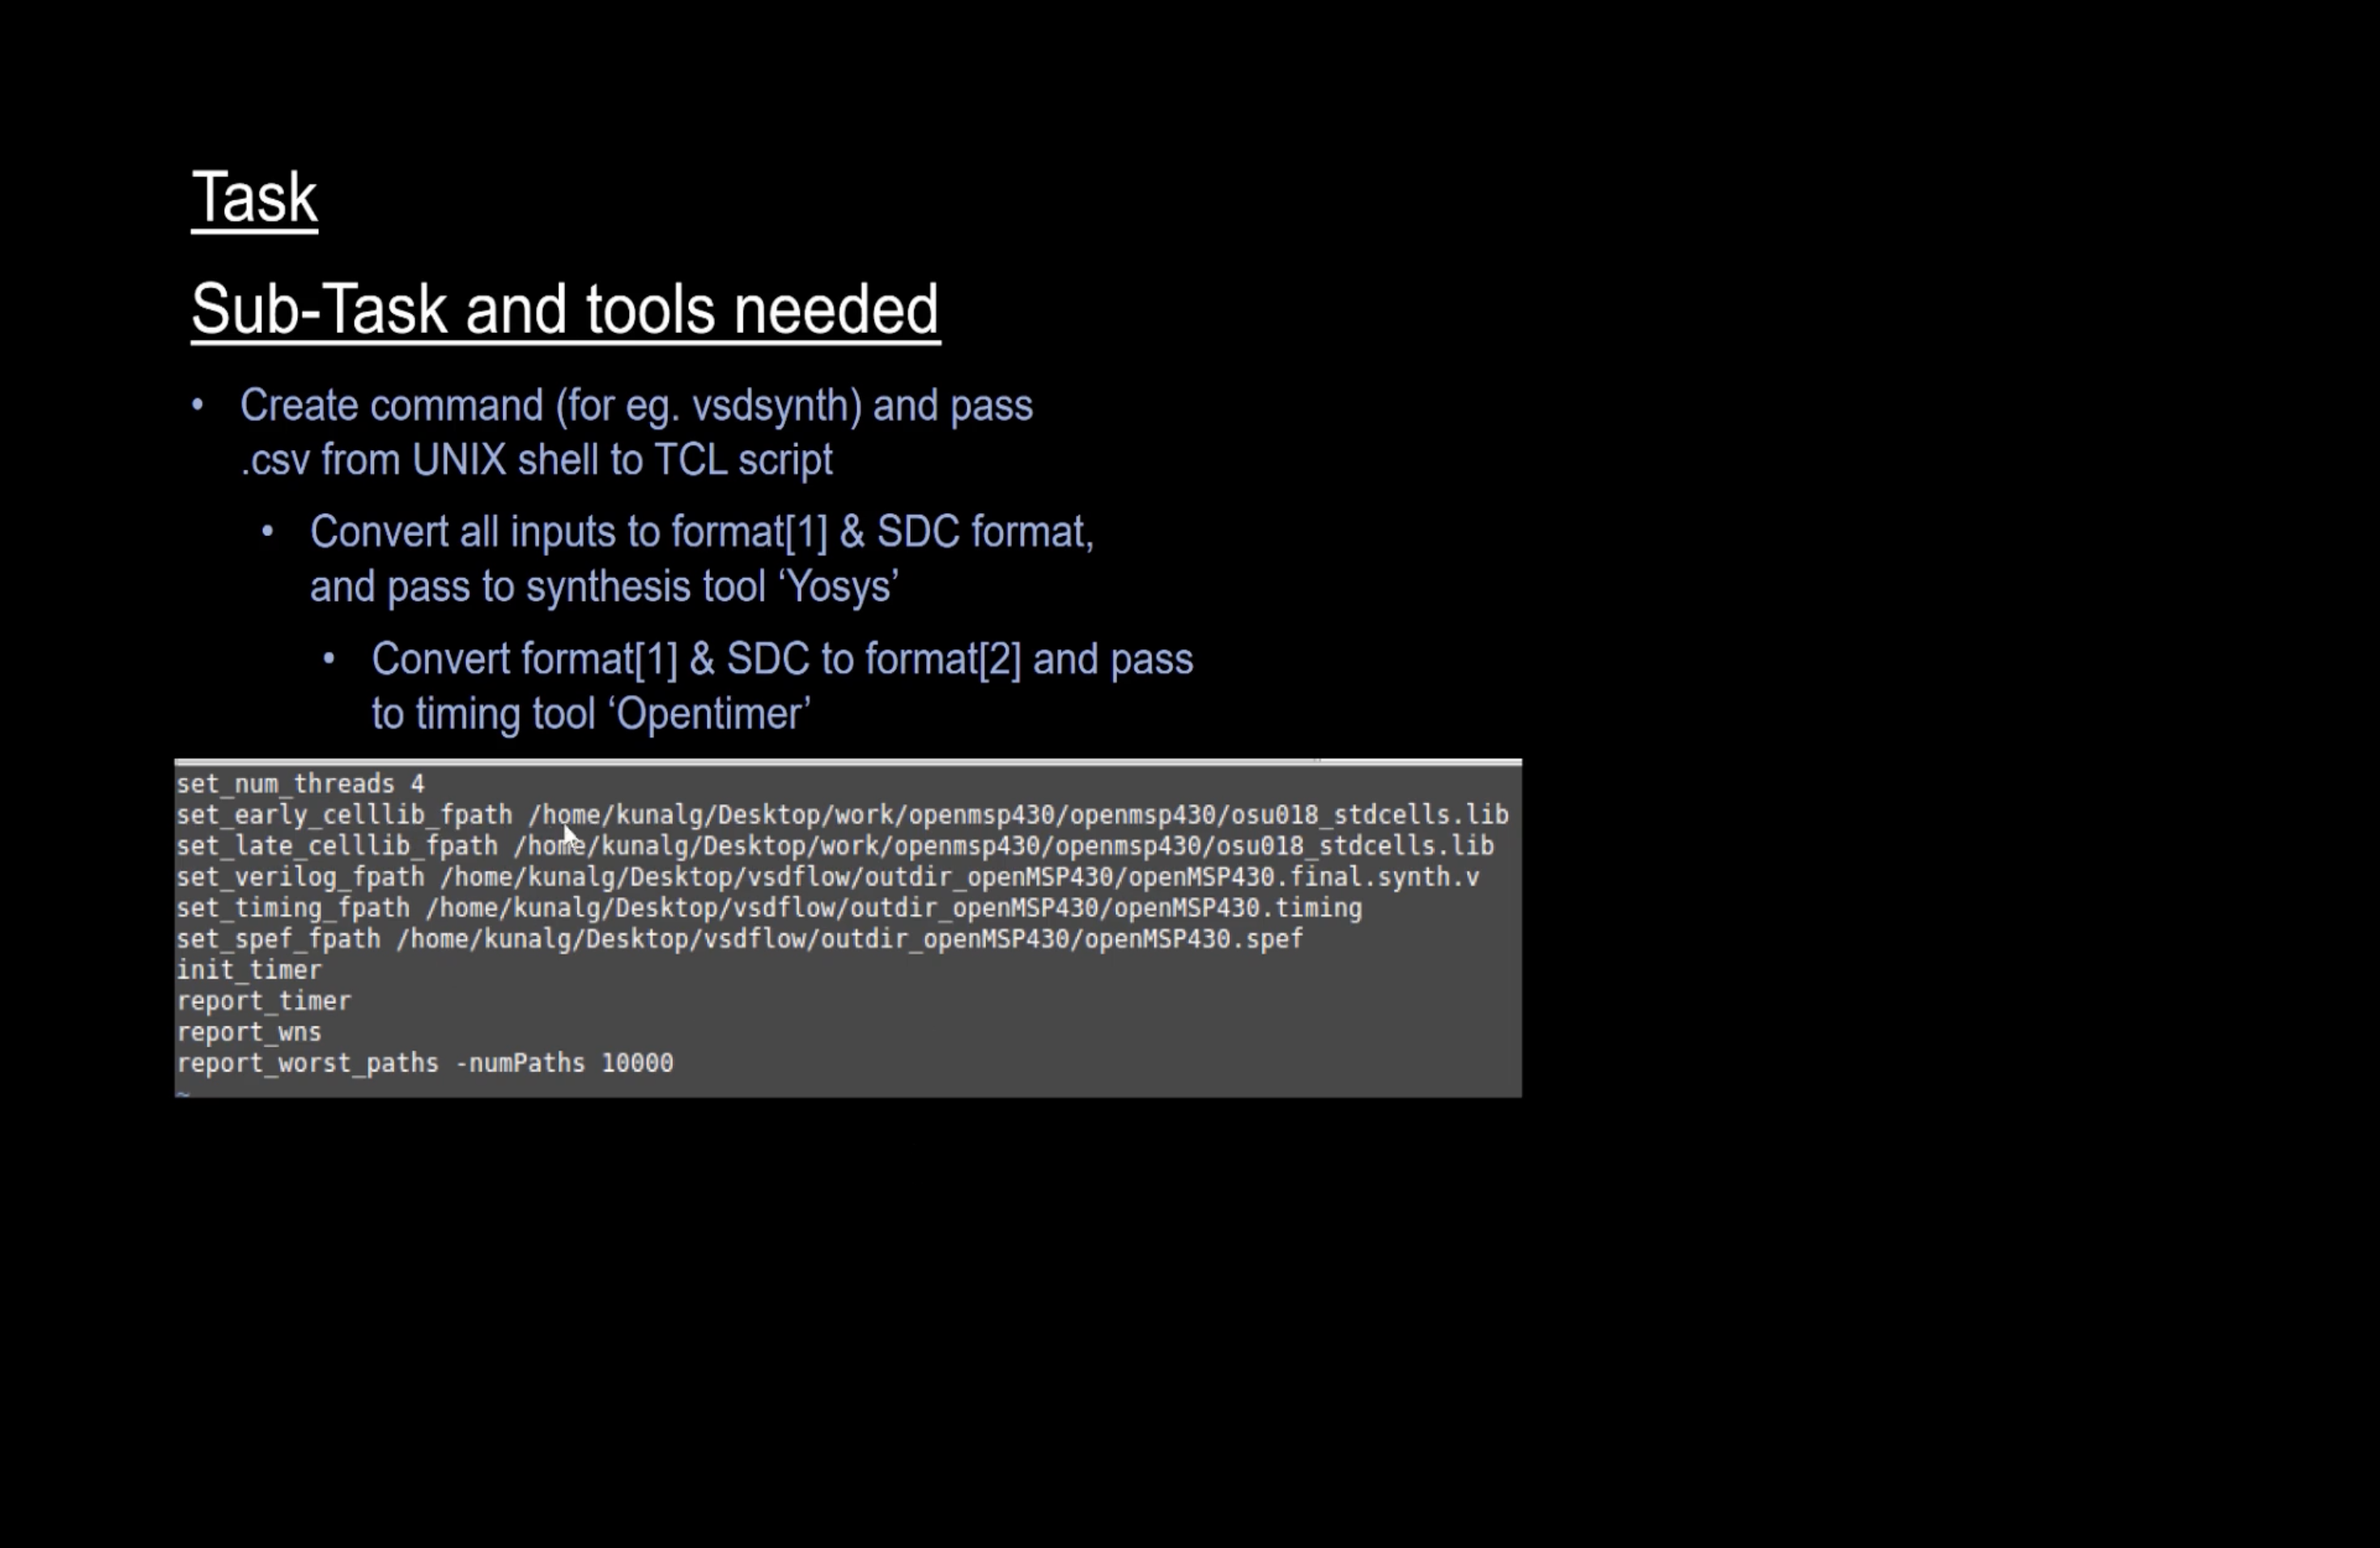 Task
Sub-Task and tools needed
• Create command (for eg. vsdsynth) and pass
.csv from UNIX shell to TCL script
• Convert all inputs to format[1] & SDC format,
and pass to synthesis tool ‘Yosys’
• Convert format[1] & SDC to format[2] and pass
to timing tool ‘Opentimer’
set_num_threads 4
set_early_celllib_fpath /home/kunalg/Desktop/work/openmsp430/openmsp430/osu018_stdcells.lib
set_late_celllib_fpath /home/kunalg/Desktop/work/openmsp430/openmsp430/osu018_stdcells.lib
set_verilog_fpath /home/kunalg/Desktop/vsdflow/outdir_openMSP430/openMSP430.final.synth.v
set_timing_fpath /home/kunalg/Desktop/vsdflow/outdir_openMSP430/openMSP430.timing
set_spef_fpath /home/kunalg/Desktop/vsdflow/outdir_openMSP430/openMSP430.spef
init_timer
report_timer
report_wns
report_worst_paths -numPaths 10000
~